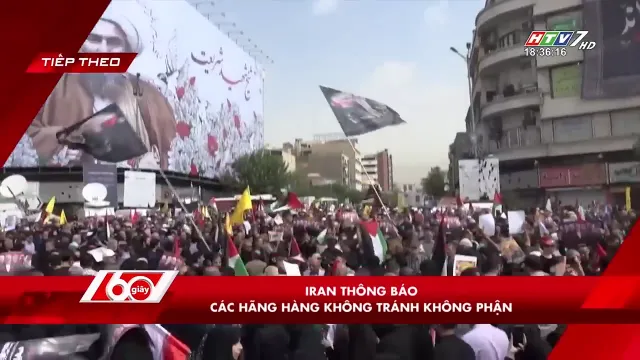 TIẾP THEO
HTV7 HD
18:36:16
60 giây
IRAN THÔNG BÁO
CÁC HÃNG HÀNG KHÔNG TRÁNH KHÔNG PHẬN